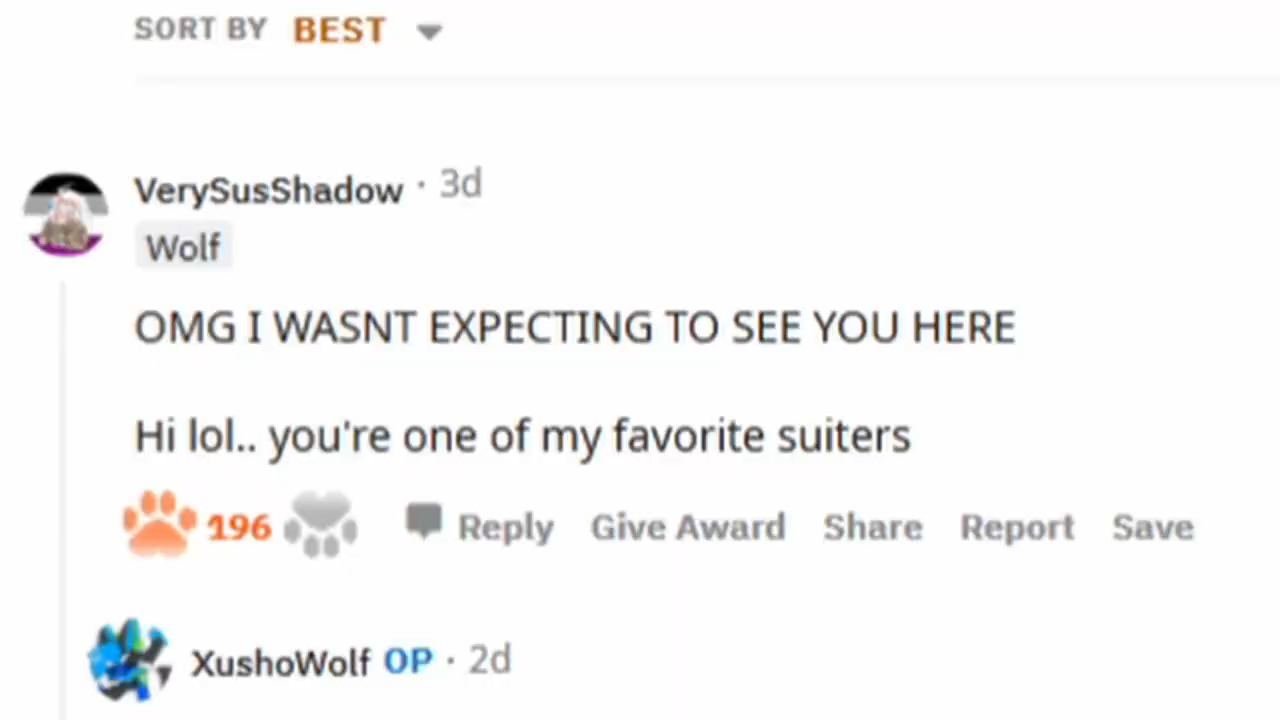 SORT BY BEST
VerySusShadow · 3d
Wolf
OMG I WASNT EXPECTING TO SEE YOU HERE
Hi lol.. you're one of my favorite suiters
196 Reply Give Award Share Report Save
XushoWolf OP · 2d